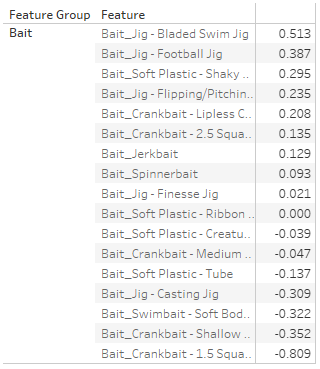 Feature Group Feature
Bait Bait_Jig - Bladed Swim Jig 0.513
Bait_Jig - Football Jig 0.387
Bait_Soft Plastic - Shaky .. 0.295
Bait_Jig - Flipping/Pitchin.. 0.235
Bait_Crankbait - Lipless C.. 0.208
Bait_Crankbait - 2.5 Squa.. 0.135
Bait_Jerkbait 0.129
Bait_Spinnerbait 0.093
Bait_Jig - Finesse Jig 0.021
Bait_Soft Plastic - Ribbon .. 0.000
Bait_Soft Plastic - Creatu.. -0.039
Bait_Crankbait - Medium .. -0.047
Bait_Soft Plastic - Tube -0.137
Bait_Jig - Casting Jig -0.309
Bait_Swimbait - Soft Bod.. -0.322
Bait_Crankbait - Shallow .. -0.352
Bait_Crankbait - 1.5 Squa.. -0.809